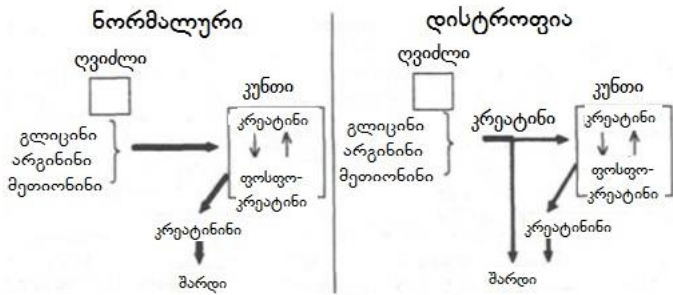 ნორმალური
ღვიძლი
კუნთი
კრეატინი
გლიცინი
არგინინი
მეთიონინი
ფოსფო-
კრეატინი
კრეატინინი
შარდი
დისტროფია
ღვიძლი
კუნთი
კრეატინი
კრეატინი
გლიცინი
არგინინი
მეთიონინი
ფოსფო-
კრეატინი
კრეატინინი
შარდი